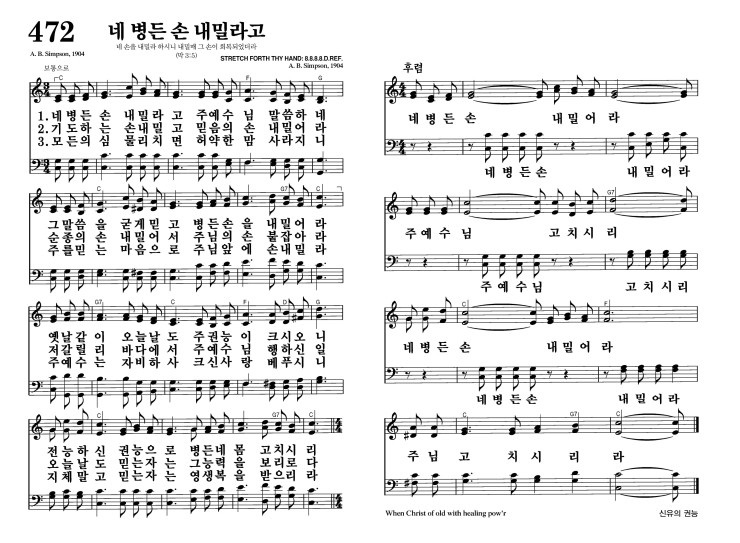 472 네 병든 손 내밀라고
네 손을 내밀라 하시니 내밀매 그 손이 회복되었더라
(막 3:5)
A. B. Simpson, 1904
STRETCH FORTH THY HAND: 8.8.8.8.D.REF.
A. B. Simpson, 1904
보통으로
C F C F G
1. 네 병 든 손 내 밀 라 고 주 예 수 님 말 씀 하 네
2. 기 도 하 는 손 내 밀 고 믿 음 의 손 내 밀 어 라
3. 모 든 의 심 물 리 치 면 허 약 한 맘 사 라 지 니
C F C G C
그 말 씀 을 굳 게 믿 고 병 든 손 을 내 밀 어 라
순 종 의 손 내 밀 어 서 주 님 의 손 붙 잡 아 라
주 를 믿 는 마 음 으 로 주 님 앞 에 손 내 밀 라
G7 C F G
옛 날 같 이 오 늘 날 도 주 권 능 이 크 시 오 니
저 갈 릴 리 바 다 에 서 주 예 수 님 행 하 신 일
주 예 수 는 자 비 하 사 크 신 사 랑 베 푸 시 니
G C G7 C
전 능 하 신 권 능 으 로 병 든 네 몸 고 치 시 리
오 늘 날 도 믿 는 자 는 그 능 력 을 보 리 로 다
지 체 말 고 믿 는 자 는 영 생 복 을 받 으 리 라
후렴
네 병 든 손 내 밀 어 라
네 병 든 손 내 밀 어 라
G7
주 예 수 님 고 치 시 리
주 예 수 님 고 치 시 리
C F
네 병 든 손 내 밀 어 라
네 병 든 손 내 밀 어 라
G7 C
주 님 고 치 시 리 라
When Christ of old with healing pow'r
신유의 권능